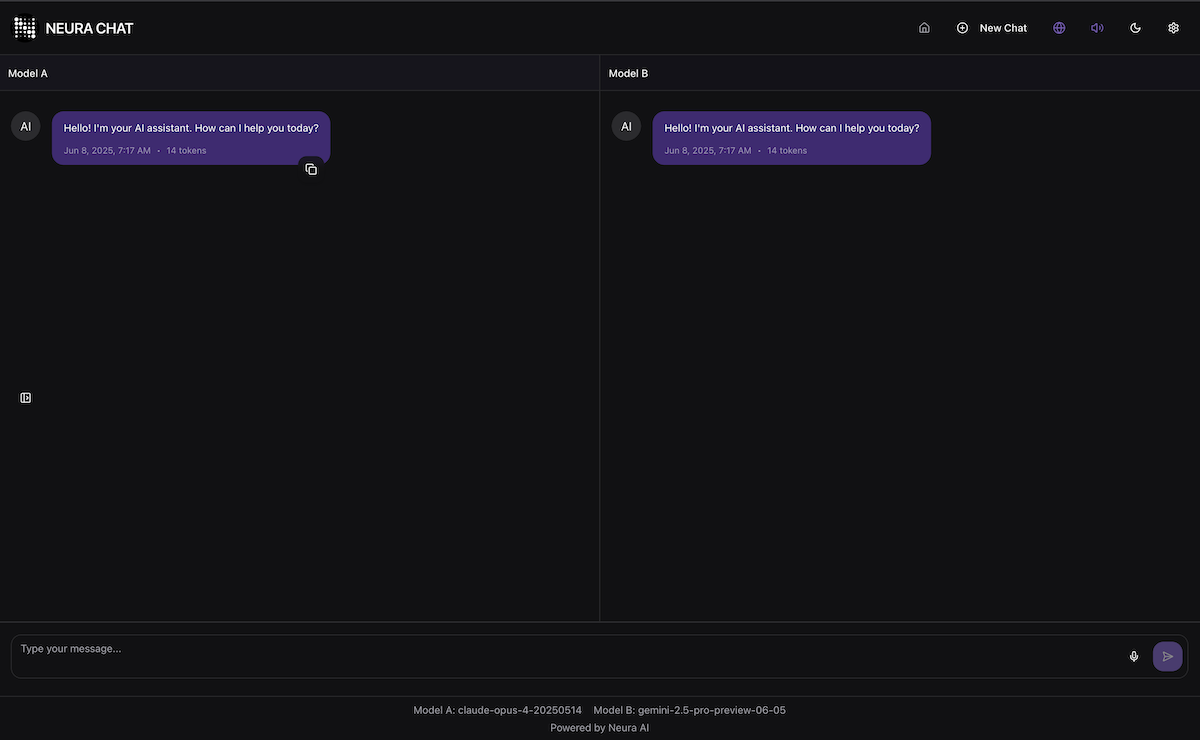 NEURA CHAT
New Chat
Model A
Model B
AI
Hello! I'm your AI assistant. How can I help you today?
Jun 8, 2025, 7:17 AM • 14 tokens
AI
Hello! I'm your AI assistant. How can I help you today?
Jun 8, 2025, 7:17 AM • 14 tokens
Type your message...
Model A: claude-opus-4-20250514 Model B: gemini-2.5-pro-preview-06-05
Powered by Neura AI